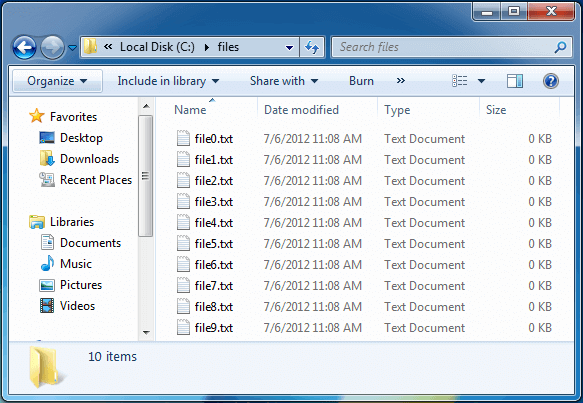 « Local Disk (C:) ▸ files Search files
Organize Include in library Share with Burn »
Favorites
Desktop
Downloads
Recent Places
Libraries
Documents
Music
Pictures
Videos
Name Date modified Type Size
file0.txt 7/6/2012 11:08 AM Text Document 0 KB
file1.txt 7/6/2012 11:08 AM Text Document 0 KB
file2.txt 7/6/2012 11:08 AM Text Document 0 KB
file3.txt 7/6/2012 11:08 AM Text Document 0 KB
file4.txt 7/6/2012 11:08 AM Text Document 0 KB
file5.txt 7/6/2012 11:08 AM Text Document 0 KB
file6.txt 7/6/2012 11:08 AM Text Document 0 KB
file7.txt 7/6/2012 11:08 AM Text Document 0 KB
file8.txt 7/6/2012 11:08 AM Text Document 0 KB
file9.txt 7/6/2012 11:08 AM Text Document 0 KB
10 items